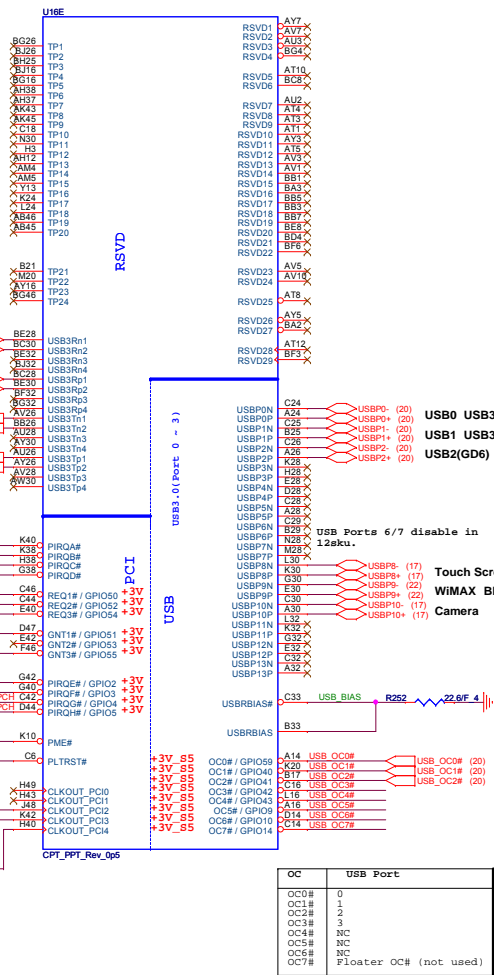 U16E
BG26 TP1
BJ26 TP2
BH25 TP3
BJ16 TP4
BG16 TP5
AH38 TP6
AH37 TP7
AK43 TP8
AK45 TP9
C18 TP10
N30 TP11
H3 TP12
AH12 TP13
AM4 TP14
AM5 TP15
Y13 TP16
K24 TP17
L24 TP18
AB46 TP19
AB45 TP20
B21 TP21
M20 TP22
AY16 TP23
BG46 TP24
RSVD
RSVD1 AY7
RSVD2 AV7
RSVD3 AU3
RSVD4 BG4
RSVD5 AT10
RSVD6 BC8
RSVD7 AU2
RSVD8 AT4
RSVD9 AT3
RSVD10 AT1
RSVD11 AY3
RSVD12 AT5
RSVD13 AV3
RSVD14 AV1
RSVD15 BB1
RSVD16 BA3
RSVD17 BB5
RSVD18 BB3
RSVD19 BB7
RSVD20 BE8
RSVD21 BD4
RSVD22 BF6
RSVD23 AV5
RSVD24 AV10
RSVD25 AT8
RSVD26 AY5
RSVD27 BA2
RSVD28 AT12
RSVD29 BF3
BE28 USB3Rn1
BC30 USB3Rn2
BE32 USB3Rn3
BJ32 USB3Rn4
BC28 USB3Rp1
BE30 USB3Rp2
BF32 USB3Rp3
BG32 USB3Rp4
AV26 USB3Tn1
BB26 USB3Tn2
AU28 USB3Tn3
AY30 USB3Tn4
AU26 USB3Tp1
AY26 USB3Tp2
AV28 USB3Tp3
AW30 USB3Tp4
USB3.0(Port 0 ~ 3)
K40 PIRQA#
K38 PIRQB#
H38 PIRQC#
G38 PIRQD#
PCI
C46 REQ1# / GPIO50 +3V
C44 REQ2# / GPIO52 +3V
E40 REQ3# / GPIO54 +3V
D47 GNT1# / GPIO51 +3V
E42 GNT2# / GPIO53 +3V
F46 GNT3# / GPIO55 +3V
G42 PIRQE# / GPIO2 +3V
G40 PIRQF# / GPIO3 +3V
PCH C42 PIRQG# / GPIO4 +3V
D44 PIRQH# / GPIO5 +3V
K10 PME#
C6 PLTRST#
H49 CLKOUT_PCI0
H43 CLKOUT_PCI1
J48 CLKOUT_PCI2
K42 CLKOUT_PCI3
H40 CLKOUT_PCI4
USB
USBP0N C24 USBP0- (20)
USBP0P A24 USBP0+ (20) USB0 USB3
USBP1N C25 USBP1- (20)
USBP1P B25 USBP1+ (20) USB1 USB3
USBP2N C26 USBP2- (20)
USBP2P A26 USBP2+ (20) USB2(GD6)
USBP3N K28
USBP3P H28
USBP4N E28
USBP4P D28
USBP5N C28
USBP5P A28
USBP6N C29
USBP6P B29
USBP7N N28
USBP7P M28
USB Ports 6/7 disable in
12sku.
USBP8N L30 USBP8- (17)
USBP8P K30 USBP8+ (17) Touch Scr
USBP9N G30 USBP9- (22)
USBP9P E30 USBP9+ (22) WiMAX
USBP10N C30 USBP10- (17)
USBP10P A30 USBP10+ (17) Camera
USBP11N L32
USBP11P K32
USBP12N G32
USBP12P E32
USBP13N C32
USBP13P A32
USBRBIAS# C33 USB_BIAS R252 22.6/F_4
USBRBIAS B33
+3V_S5 OC0# / GPIO59 A14 USB_OC0# USB_OC0# (20)
+3V_S5 OC1# / GPIO40 K20 USB_OC1# USB_OC1# (20)
+3V_S5 OC2# / GPIO41 B17 USB_OC2# USB_OC2# (20)
+3V_S5 OC3# / GPIO42 C16 USB_OC3#
+3V_S5 OC4# / GPIO43 L16 USB_OC4#
+3V_S5 OC5# / GPIO9 A16 USB_OC5#
+3V_S5 OC6# / GPIO10 D14 USB_OC6#
+3V_S5 OC7# / GPIO14 C14 USB_OC7#
CPT_PPT_Rev_0p5
OC USB Port
OC0# 0
OC1# 1
OC2# 2
OC3# 3
OC4# NC
OC5# NC
OC6# NC
OC7# Floater OC# (not used)